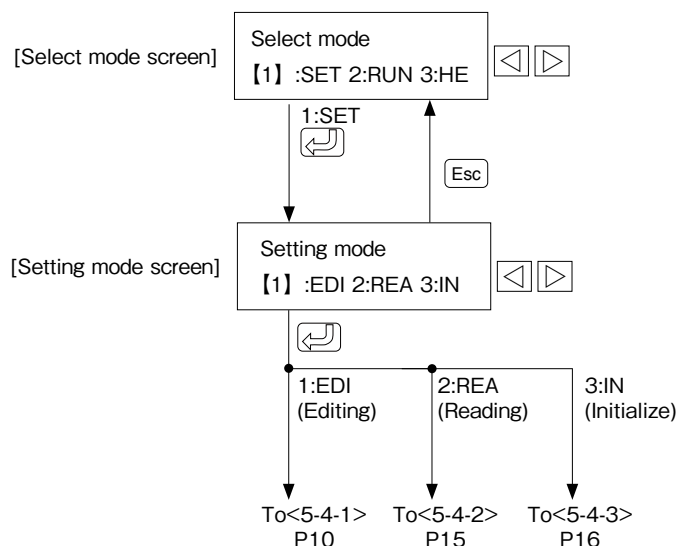 Select mode
[Select mode screen]
【1】:SET 2:RUN 3:HE
1:SET
Esc
Setting mode
[Setting mode screen]
【1】:EDI 2:REA 3:IN
1:EDI 2:REA 3:IN
(Editing) (Reading) (Initialize)
To<5-4-1> To<5-4-2> To<5-4-3>
P10 P15 P16